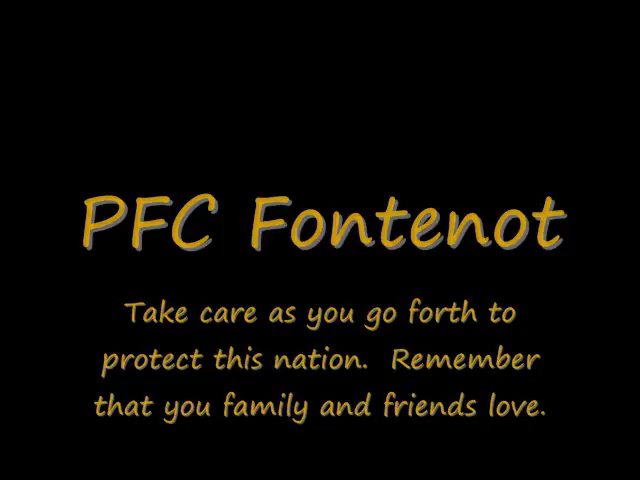 PFC Fontenot
Take care as you go forth to
protect this nation.  Remember
that you family and friends love.